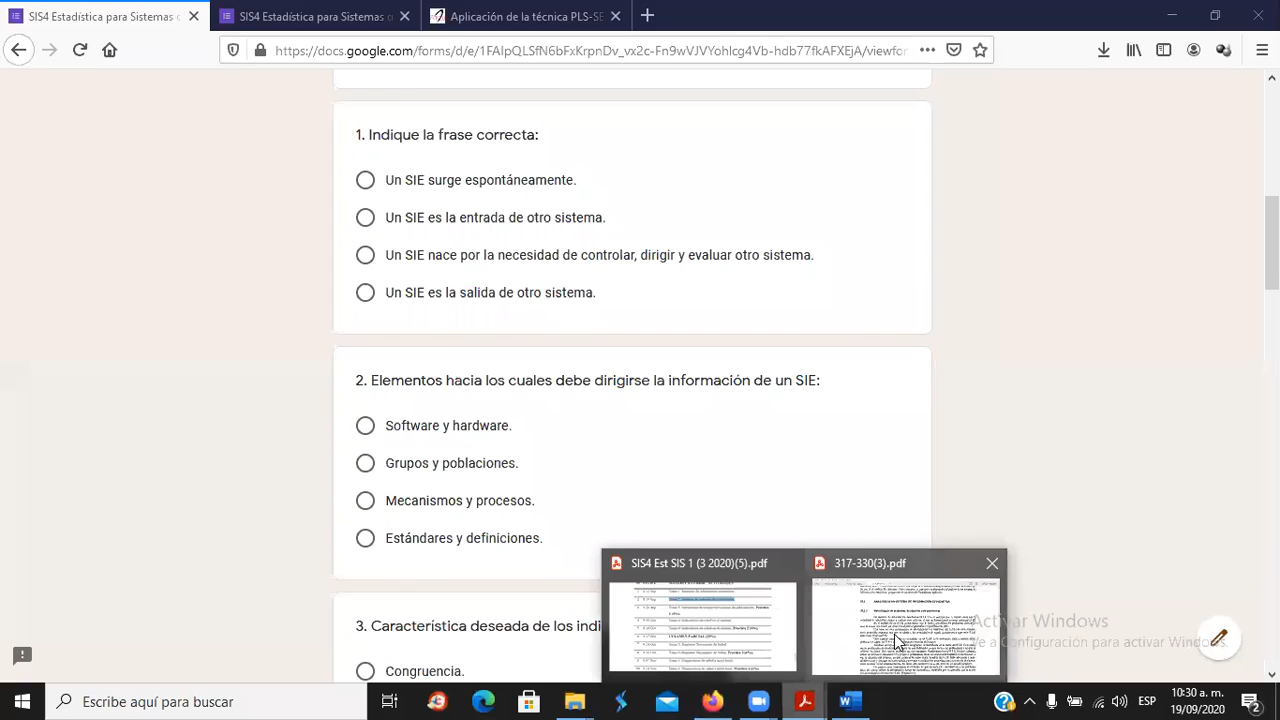 SIS4 Estadística para Sistemas
SIS4 Estadística para Sistemas
plicación de la técnica PLS-SE
https://docs.google.com/forms/d/e/1FAIpQLSfN6bFxKrpnDv_vx2c-Fn9wVJVYohlcg4Vb-hdb77fkAFXEjA/viewfor
1. Indique la frase correcta:
Un SIE surge espontáneamente.
Un SIE es la entrada de otro sistema.
Un SIE nace por la necesidad de controlar, dirigir y evaluar otro sistema.
Un SIE es la salida de otro sistema.
2. Elementos hacia los cuales debe dirigirse la información de un SIE:
Software y hardware.
Grupos y poblaciones.
Mecanismos y procesos.
Estándares y definiciones.
3. Característica deseada de los indi
Congruencia
SIS4 Est SIS 1 (3 2020)(5).pdf
317-330(3).pdf
Activar Windows
Ve a Configuración para activar
Escribe aquí para buscar
ESP
10:30 a. m.
19/09/2020
2